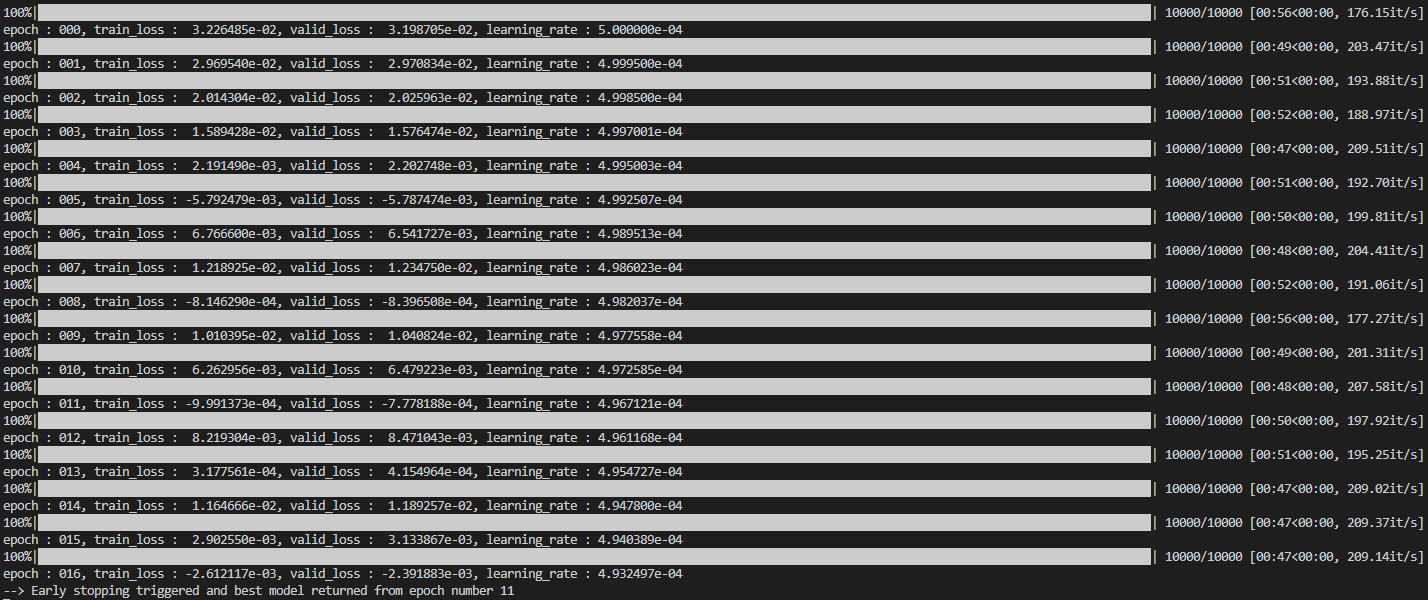 100%| | 10000/10000 [00:56<00:00, 176.15it/s]
epoch : 000, train_loss :  3.226485e-02, valid_loss :  3.198705e-02, learning_rate : 5.000000e-04
100%| | 10000/10000 [00:49<00:00, 203.47it/s]
epoch : 001, train_loss :  2.969540e-02, valid_loss :  2.970834e-02, learning_rate : 4.999500e-04
100%| | 10000/10000 [00:51<00:00, 193.88it/s]
epoch : 002, train_loss :  2.014304e-02, valid_loss :  2.025963e-02, learning_rate : 4.998500e-04
100%| | 10000/10000 [00:52<00:00, 188.97it/s]
epoch : 003, train_loss :  1.589428e-02, valid_loss :  1.576474e-02, learning_rate : 4.997001e-04
100%| | 10000/10000 [00:47<00:00, 209.51it/s]
epoch : 004, train_loss :  2.191490e-03, valid_loss :  2.202748e-03, learning_rate : 4.995003e-04
100%| | 10000/10000 [00:51<00:00, 192.70it/s]
epoch : 005, train_loss : -5.792479e-03, valid_loss : -5.787474e-03, learning_rate : 4.992507e-04
100%| | 10000/10000 [00:50<00:00, 199.81it/s]
epoch : 006, train_loss :  6.766600e-03, valid_loss :  6.541727e-03, learning_rate : 4.989513e-04
100%| | 10000/10000 [00:48<00:00, 204.41it/s]
epoch : 007, train_loss :  1.218925e-02, valid_loss :  1.234750e-02, learning_rate : 4.986023e-04
100%| | 10000/10000 [00:52<00:00, 191.06it/s]
epoch : 008, train_loss : -8.146290e-04, valid_loss : -8.396508e-04, learning_rate : 4.982037e-04
100%| | 10000/10000 [00:56<00:00, 177.27it/s]
epoch : 009, train_loss :  1.010395e-02, valid_loss :  1.040824e-02, learning_rate : 4.977558e-04
100%| | 10000/10000 [00:49<00:00, 201.31it/s]
epoch : 010, train_loss :  6.262956e-03, valid_loss :  6.479223e-03, learning_rate : 4.972585e-04
100%| | 10000/10000 [00:48<00:00, 207.58it/s]
epoch : 011, train_loss : -9.991373e-04, valid_loss : -7.778188e-04, learning_rate : 4.967121e-04
100%| | 10000/10000 [00:50<00:00, 197.92it/s]
epoch : 012, train_loss :  8.219304e-03, valid_loss :  8.471043e-03, learning_rate : 4.961168e-04
100%| | 10000/10000 [00:51<00:00, 195.25it/s]
epoch : 013, train_loss :  3.177561e-04, valid_loss :  4.154964e-04, learning_rate : 4.954727e-04
100%| | 10000/10000 [00:47<00:00, 209.02it/s]
epoch : 014, train_loss :  1.164666e-02, valid_loss :  1.189257e-02, learning_rate : 4.947800e-04
100%| | 10000/10000 [00:47<00:00, 209.37it/s]
epoch : 015, train_loss :  2.902550e-03, valid_loss :  3.133867e-03, learning_rate : 4.940389e-04
100%| | 10000/10000 [00:47<00:00, 209.14it/s]
epoch : 016, train_loss : -2.612117e-03, valid_loss : -2.391883e-03, learning_rate : 4.932497e-04
--> Early stopping triggered and best model returned from epoch number 11